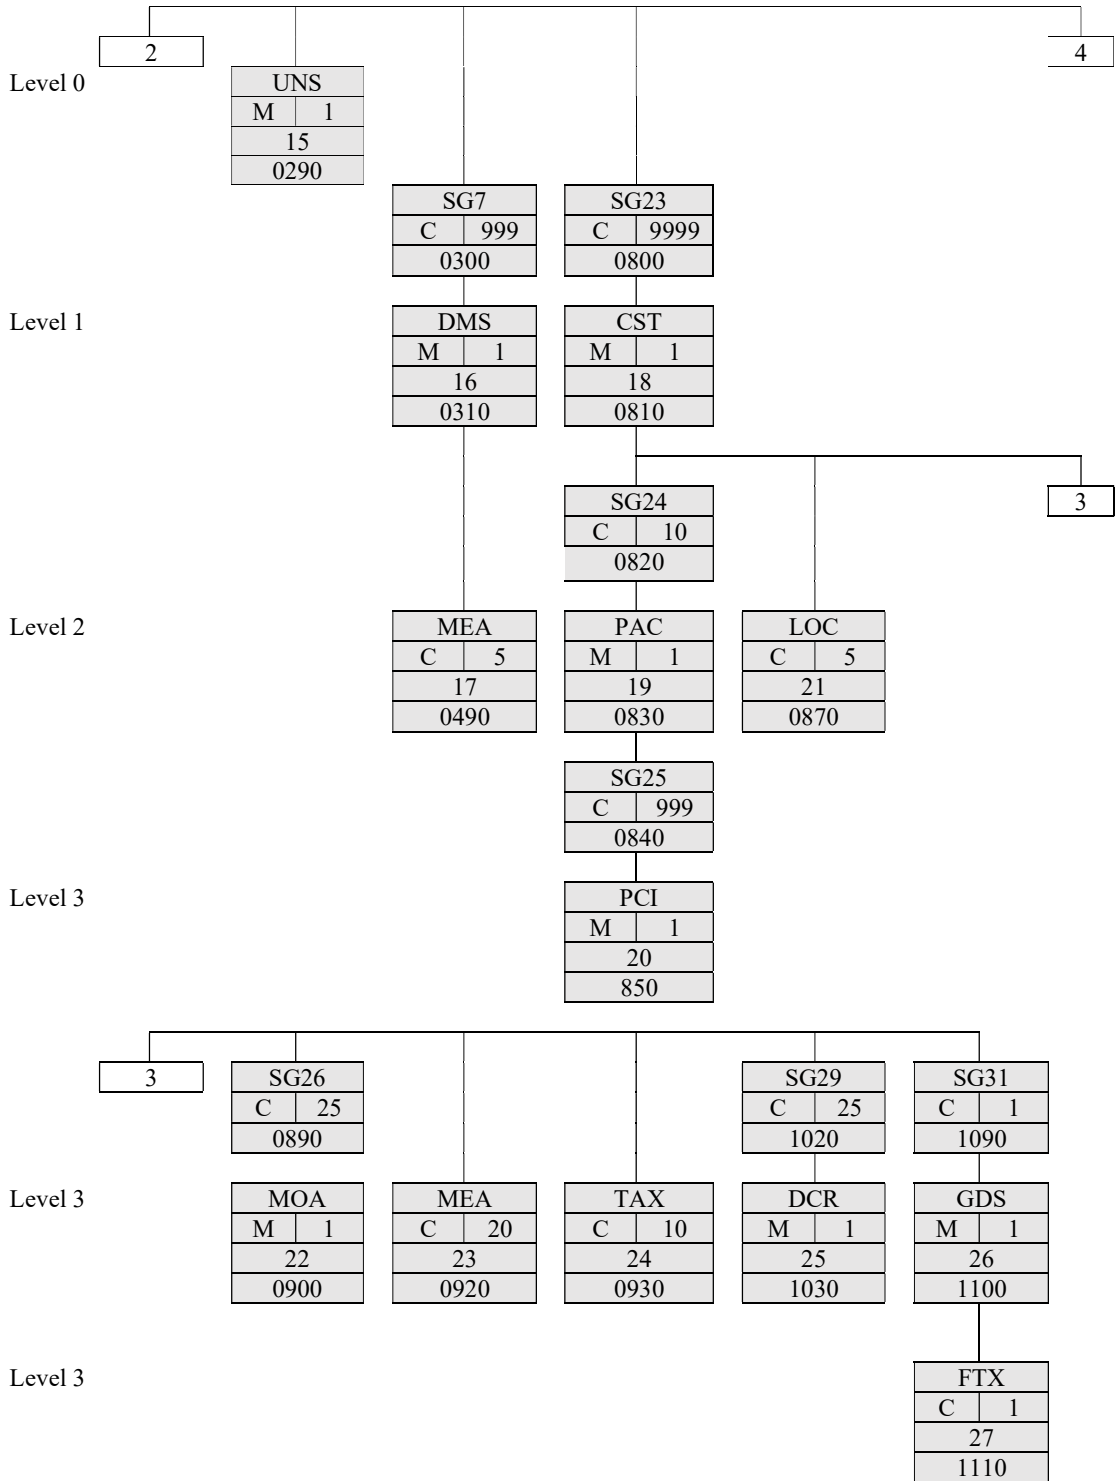 2 4
Level 0
UNS
M 1
15
0290
SG7 SG23
C 999 C 9999
0300 0800
Level 1 DMS CST
M 1 M 1
16 18
0310 0810
SG24 3
C 10
0820
Level 2 MEA PAC LOC
C 5 M 1 C 5
17 19 21
0490 0830 0870
SG25
C 999
0840
Level 3 PCI
M 1
20
850
3 SG26 SG29 SG31
C 25 C 25 C 1
0890 1020 1090
Level 3 MOA MEA TAX DCR GDS
M 1 C 20 C 10 M 1 M 1
22 23 24 25 26
0900 0920 0930 1030 1100
Level 3 FTX
C 1
27
1110